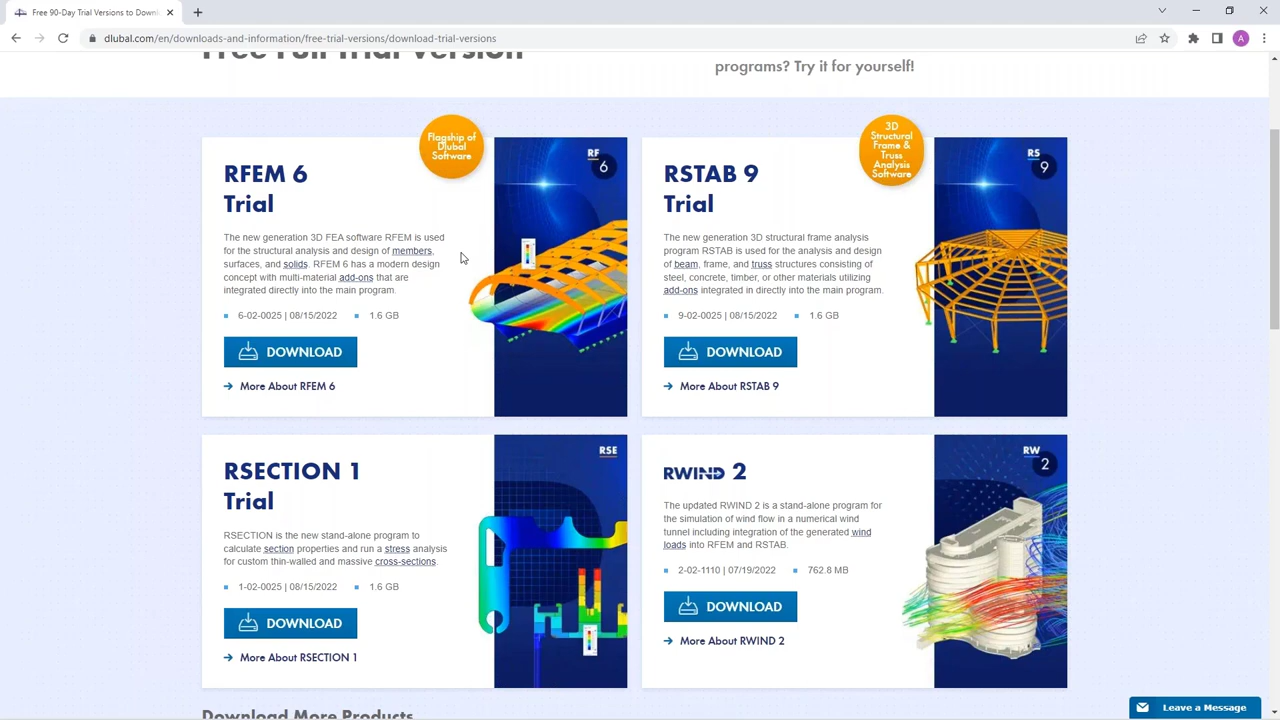 Free 90-Day Trial Versions to Downl
dlubal.com/en/downloads-and-information/free-trial-versions/download-trial-versions
A
Free Full Trial Version
programs? Try it for yourself!
Flagship of
Dlubal
Software
RFEM 6
Trial
The new generation 3D FEA software RFEM is used
for the structural analysis and design of members,
surfaces, and solids. RFEM 6 has a modern design
concept with multi-material add-ons that are
integrated directly into the main program.
6-02-0025 | 08/15/2022
1.6 GB
DOWNLOAD
More About RFEM 6
RF
6
3D
Structural
Frame &
Truss
Analysis
Software
RSTAB 9
Trial
The new generation 3D structural frame analysis
program RSTAB is used for the analysis and design
of beam, frame, and truss structures consisting of
steel, concrete, timber, or other materials utilizing
add-ons integrated in directly into the main program.
9-02-0025 | 08/15/2022
1.6 GB
DOWNLOAD
More About RSTAB 9
RS
9
RSECTION 1
Trial
RSECTION is the new stand-alone program to
calculate section properties and run a stress analysis
for custom thin-walled and massive cross-sections.
1-02-0025 | 08/15/2022
1.6 GB
DOWNLOAD
More About RSECTION 1
RSE
RWIND 2
The updated RWIND 2 is a stand-alone program for
the simulation of wind flow in a numerical wind
tunnel including integration of the generated wind
loads into RFEM and RSTAB.
2-02-1110 | 07/19/2022
762.8 MB
DOWNLOAD
More About RWIND 2
RW
2
Download More Products
Leave a Message